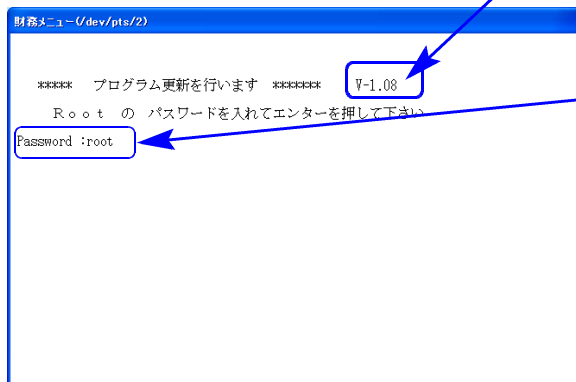 財務メニュー(/dev/pts/2)
***** プログラム更新を行います ******* V-1.08
Ｒｏｏｔ の パスワードを入れてエンターを押して下さい
Password :root